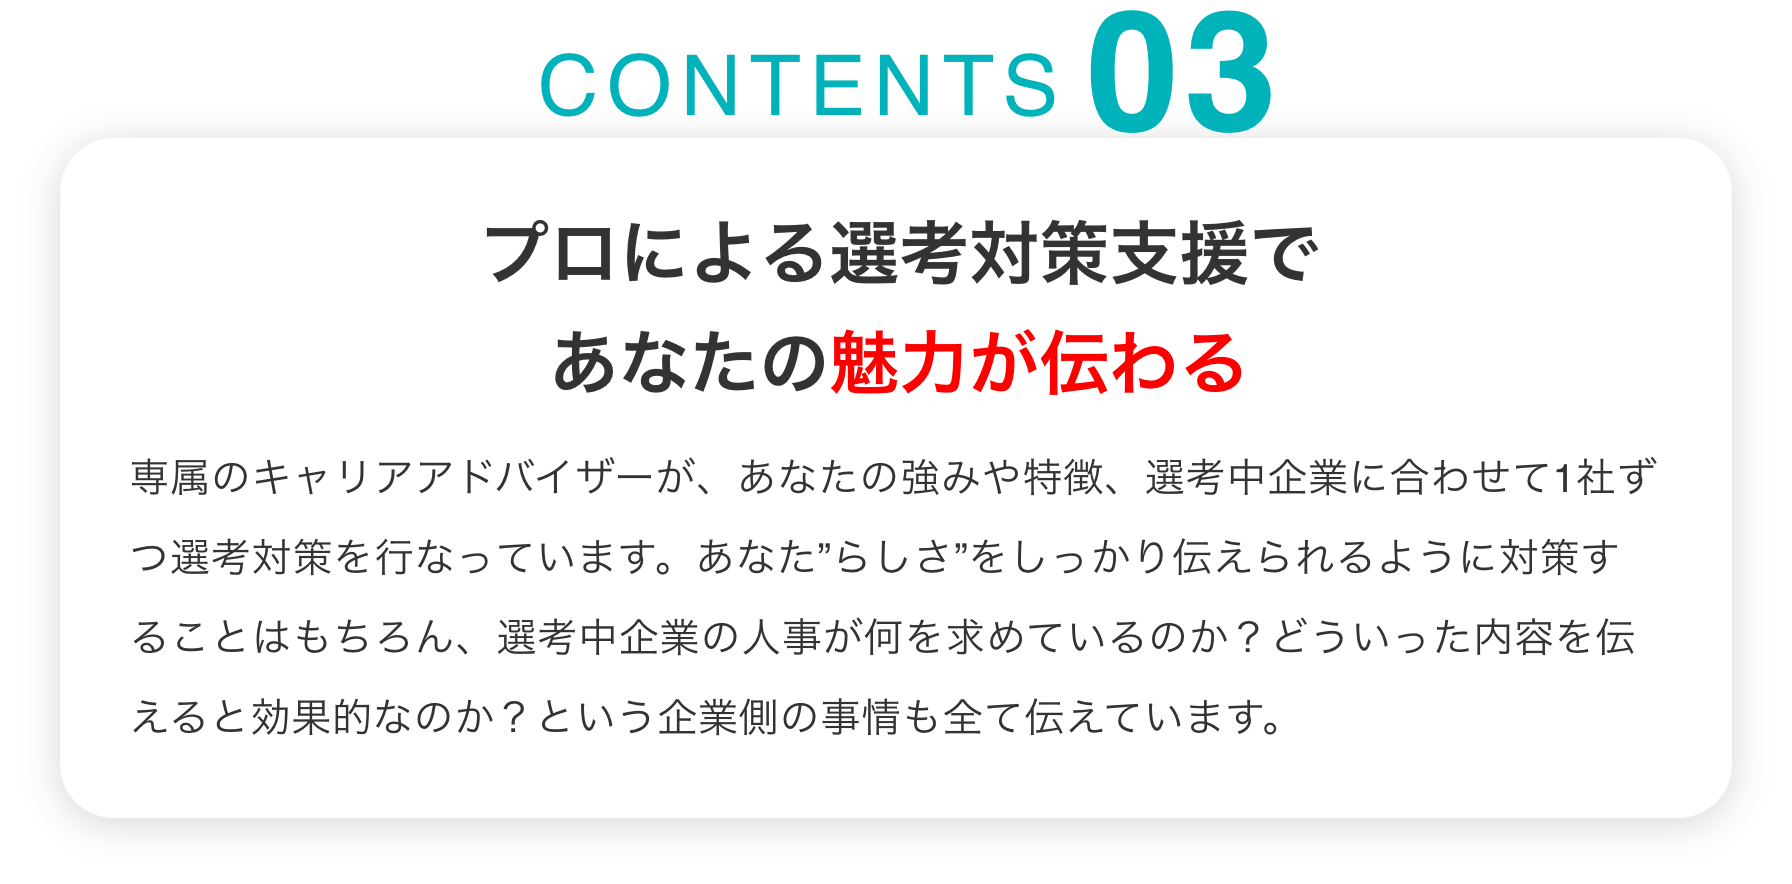 CONTENTS 03
プロによる選考対策支援で
あなたの魅力が伝わる
専属のキャリアアドバイザーが、あなたの強みや特徴、選考中企業に合わせて1社ず
つ選考対策を行なっています。あなた”らしさ”をしっかり伝えられるように対策す
ることはもちろん、選考中企業の人事が何を求めているのか？どういった内容を伝
えると効果的なのか？という企業側の事情も全て伝えています。